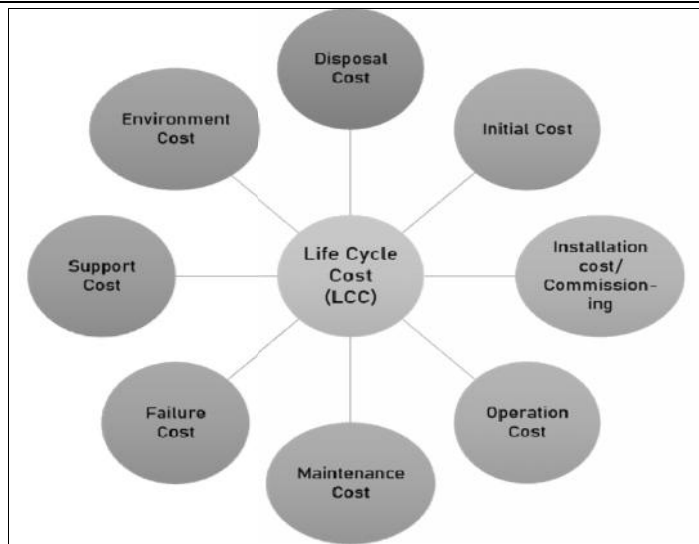 Disposal
Cost
Environment
Cost
Initial Cost
Life Cycle
Cost
(LCC)
Support
Cost
Installation
cost/
Commission-
ing
Failure
Cost
Operation
Cost
Maintenance
Cost